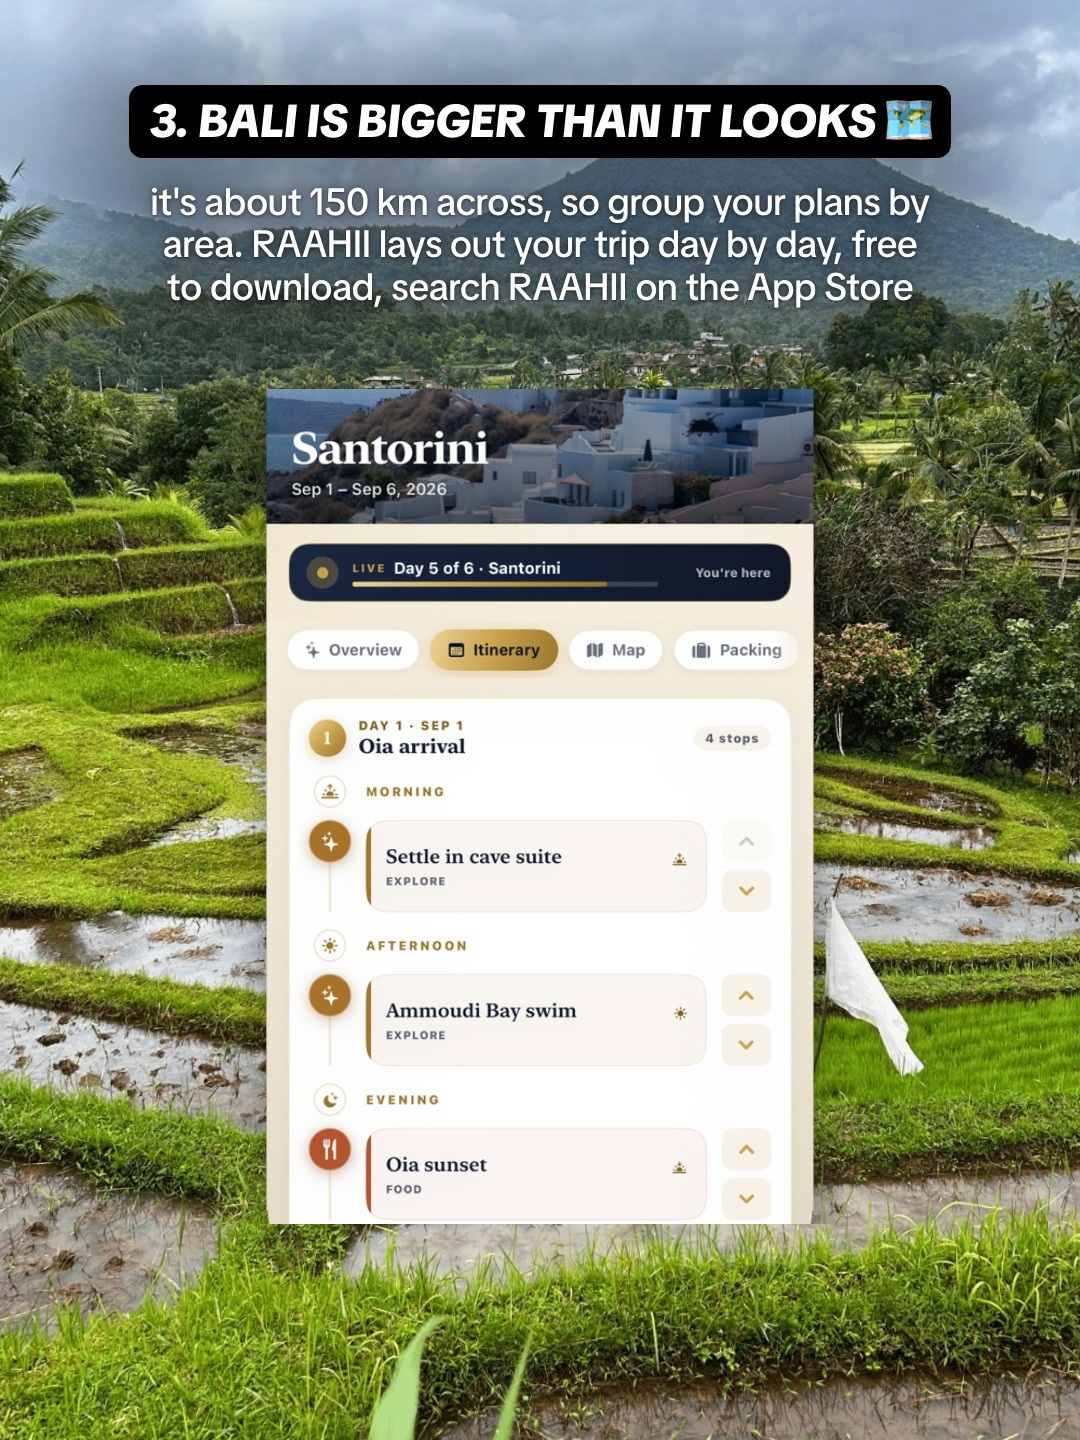 3. BALI IS BIGGER THAN IT LOOKS 🗺️
it's about 150 km across, so group your plans by
area. RAAHII lays out your trip day by day, free
to download, search RAAHII on the App Store
Santorini
Sep 1 – Sep 6, 2026
LIVE Day 5 of 6 · Santorini
You're here
Overview
Itinerary
Map
Packing
1
DAY 1 · SEP 1
Oia arrival
4 stops
MORNING
Settle in cave suite
EXPLORE
AFTERNOON
Ammoudi Bay swim
EXPLORE
EVENING
Oia sunset
FOOD